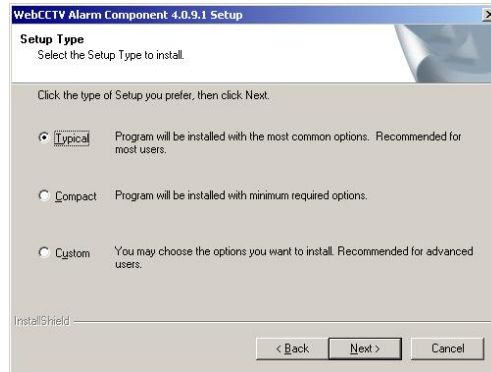 WebCCTV Alarm Component 4.0.9.1 Setup
Setup Type
Select the Setup Type to install.
Click the type of Setup you prefer, then click Next.
Typical
Program will be installed with the most common options. Recommended for
most users.
Compact
Program will be installed with minimum required options.
Custom
You may choose the options you want to install. Recommended for advanced
users.
InstallShield
< Back
Next >
Cancel